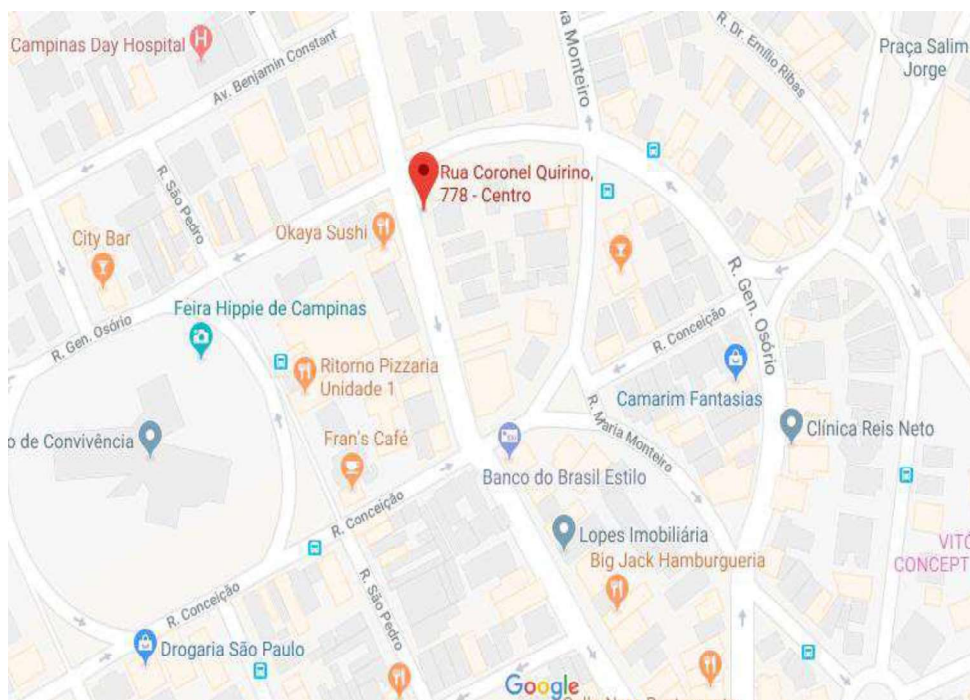 R. Dr. Emílio Ribas
Campinas Day Hospital
H
Av. Benjamin Constant
Monteiro
Praça Salim
Jorge
Rua Coronel Quirino,
778 - Centro
R. São Pedro
City Bar
Okaya Sushi
R. Gen. Osório
Feira Hippie de Campinas
R. Gen. Osório
R. Conceição
Ritorno Pizzaria
Unidade 1
Camarim Fantasias
o de Convivência
Fran's Café
R. Maria Monteiro
Clínica Reis Neto
Banco do Brasil Estilo
R. Conceição
Lopes Imobiliária
Big Jack Hamburgueria
VITÓ
CONCEPT
R. Conceição
R. São Pedro
Drogaria São Paulo
Google